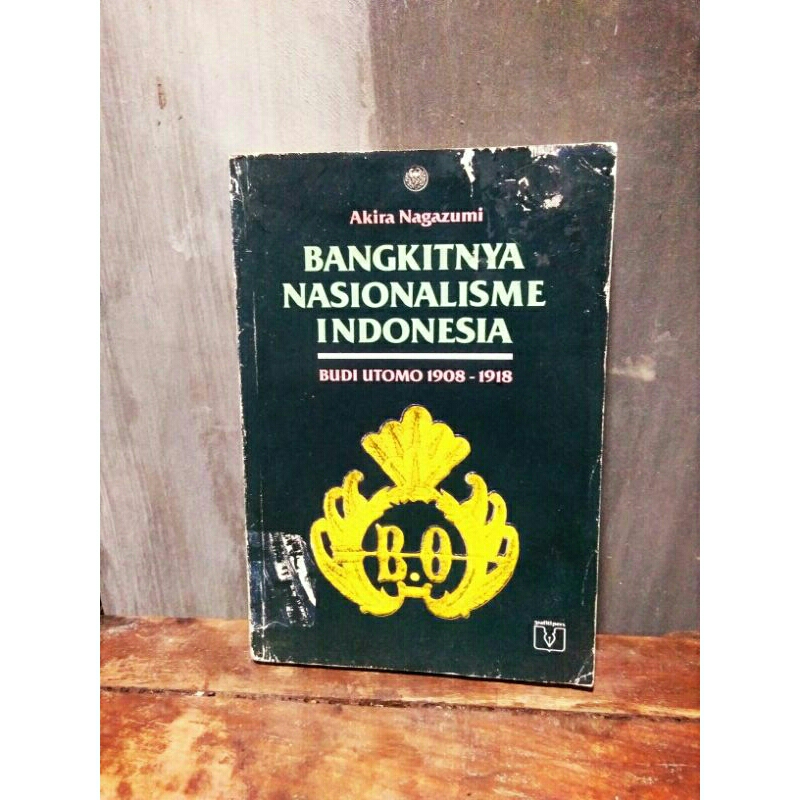 Akira Nagazumi
BANGKITNYA
NASIONALISME
INDONESIA
BUDI UTOMO 1908 - 1918
B.O